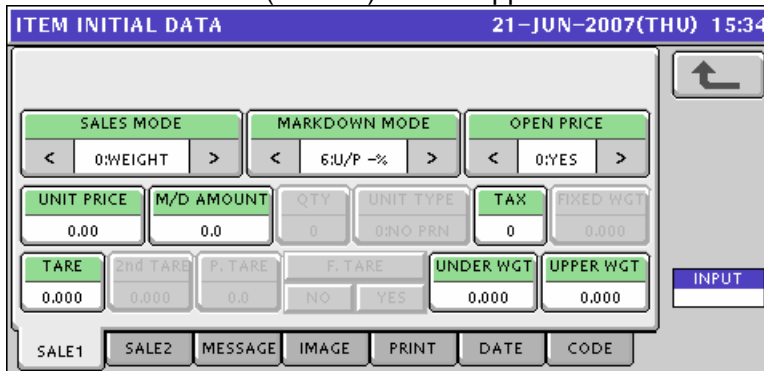 ITEM INITIAL DATA 21-JUN-2007(THU) 15:34
SALES MODE MARKDOWN MODE OPEN PRICE
< 0:WEIGHT > < 6:U/P -% > < 0:YES >
UNIT PRICE M/D AMOUNT QTY UNIT TYPE TAX FIXED WGT
0.00 0.0 0 0:NO PRN 0 0.000
TARE 2nd TARE P. TARE F. TARE UNDER WGT UPPER WGT
0.000 0.000 0.0 NO YES 0.000 0.000
INPUT
SALE1 SALE2 MESSAGE IMAGE PRINT DATE CODE